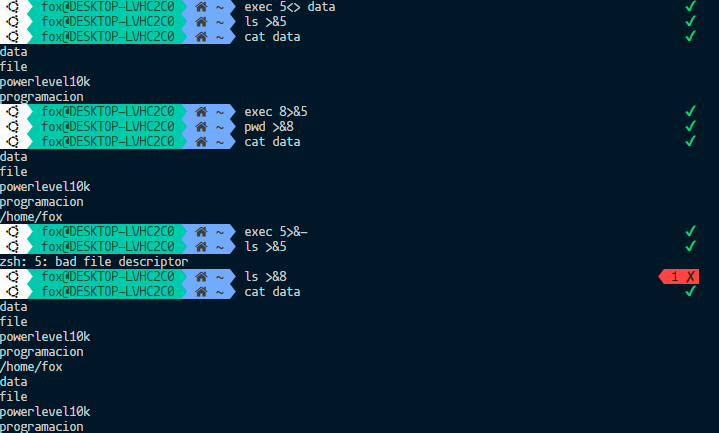 fox@DESKTOP-LVHC2C0 ~ exec 5<> data ✓
fox@DESKTOP-LVHC2C0 ~ ls >&5 ✓
fox@DESKTOP-LVHC2C0 ~ cat data ✓
data
file
powerlevel10k
programacion
fox@DESKTOP-LVHC2C0 ~ exec 8>&5 ✓
fox@DESKTOP-LVHC2C0 ~ pwd >&8 ✓
fox@DESKTOP-LVHC2C0 ~ cat data ✓
data
file
powerlevel10k
programacion
/home/fox
fox@DESKTOP-LVHC2C0 ~ exec 5>&- ✓
fox@DESKTOP-LVHC2C0 ~ ls >&5 ✓
zsh: 5: bad file descriptor
fox@DESKTOP-LVHC2C0 ~ ls >&8 1 X
fox@DESKTOP-LVHC2C0 ~ cat data ✓
data
file
powerlevel10k
programacion
/home/fox
data
file
powerlevel10k
programacion